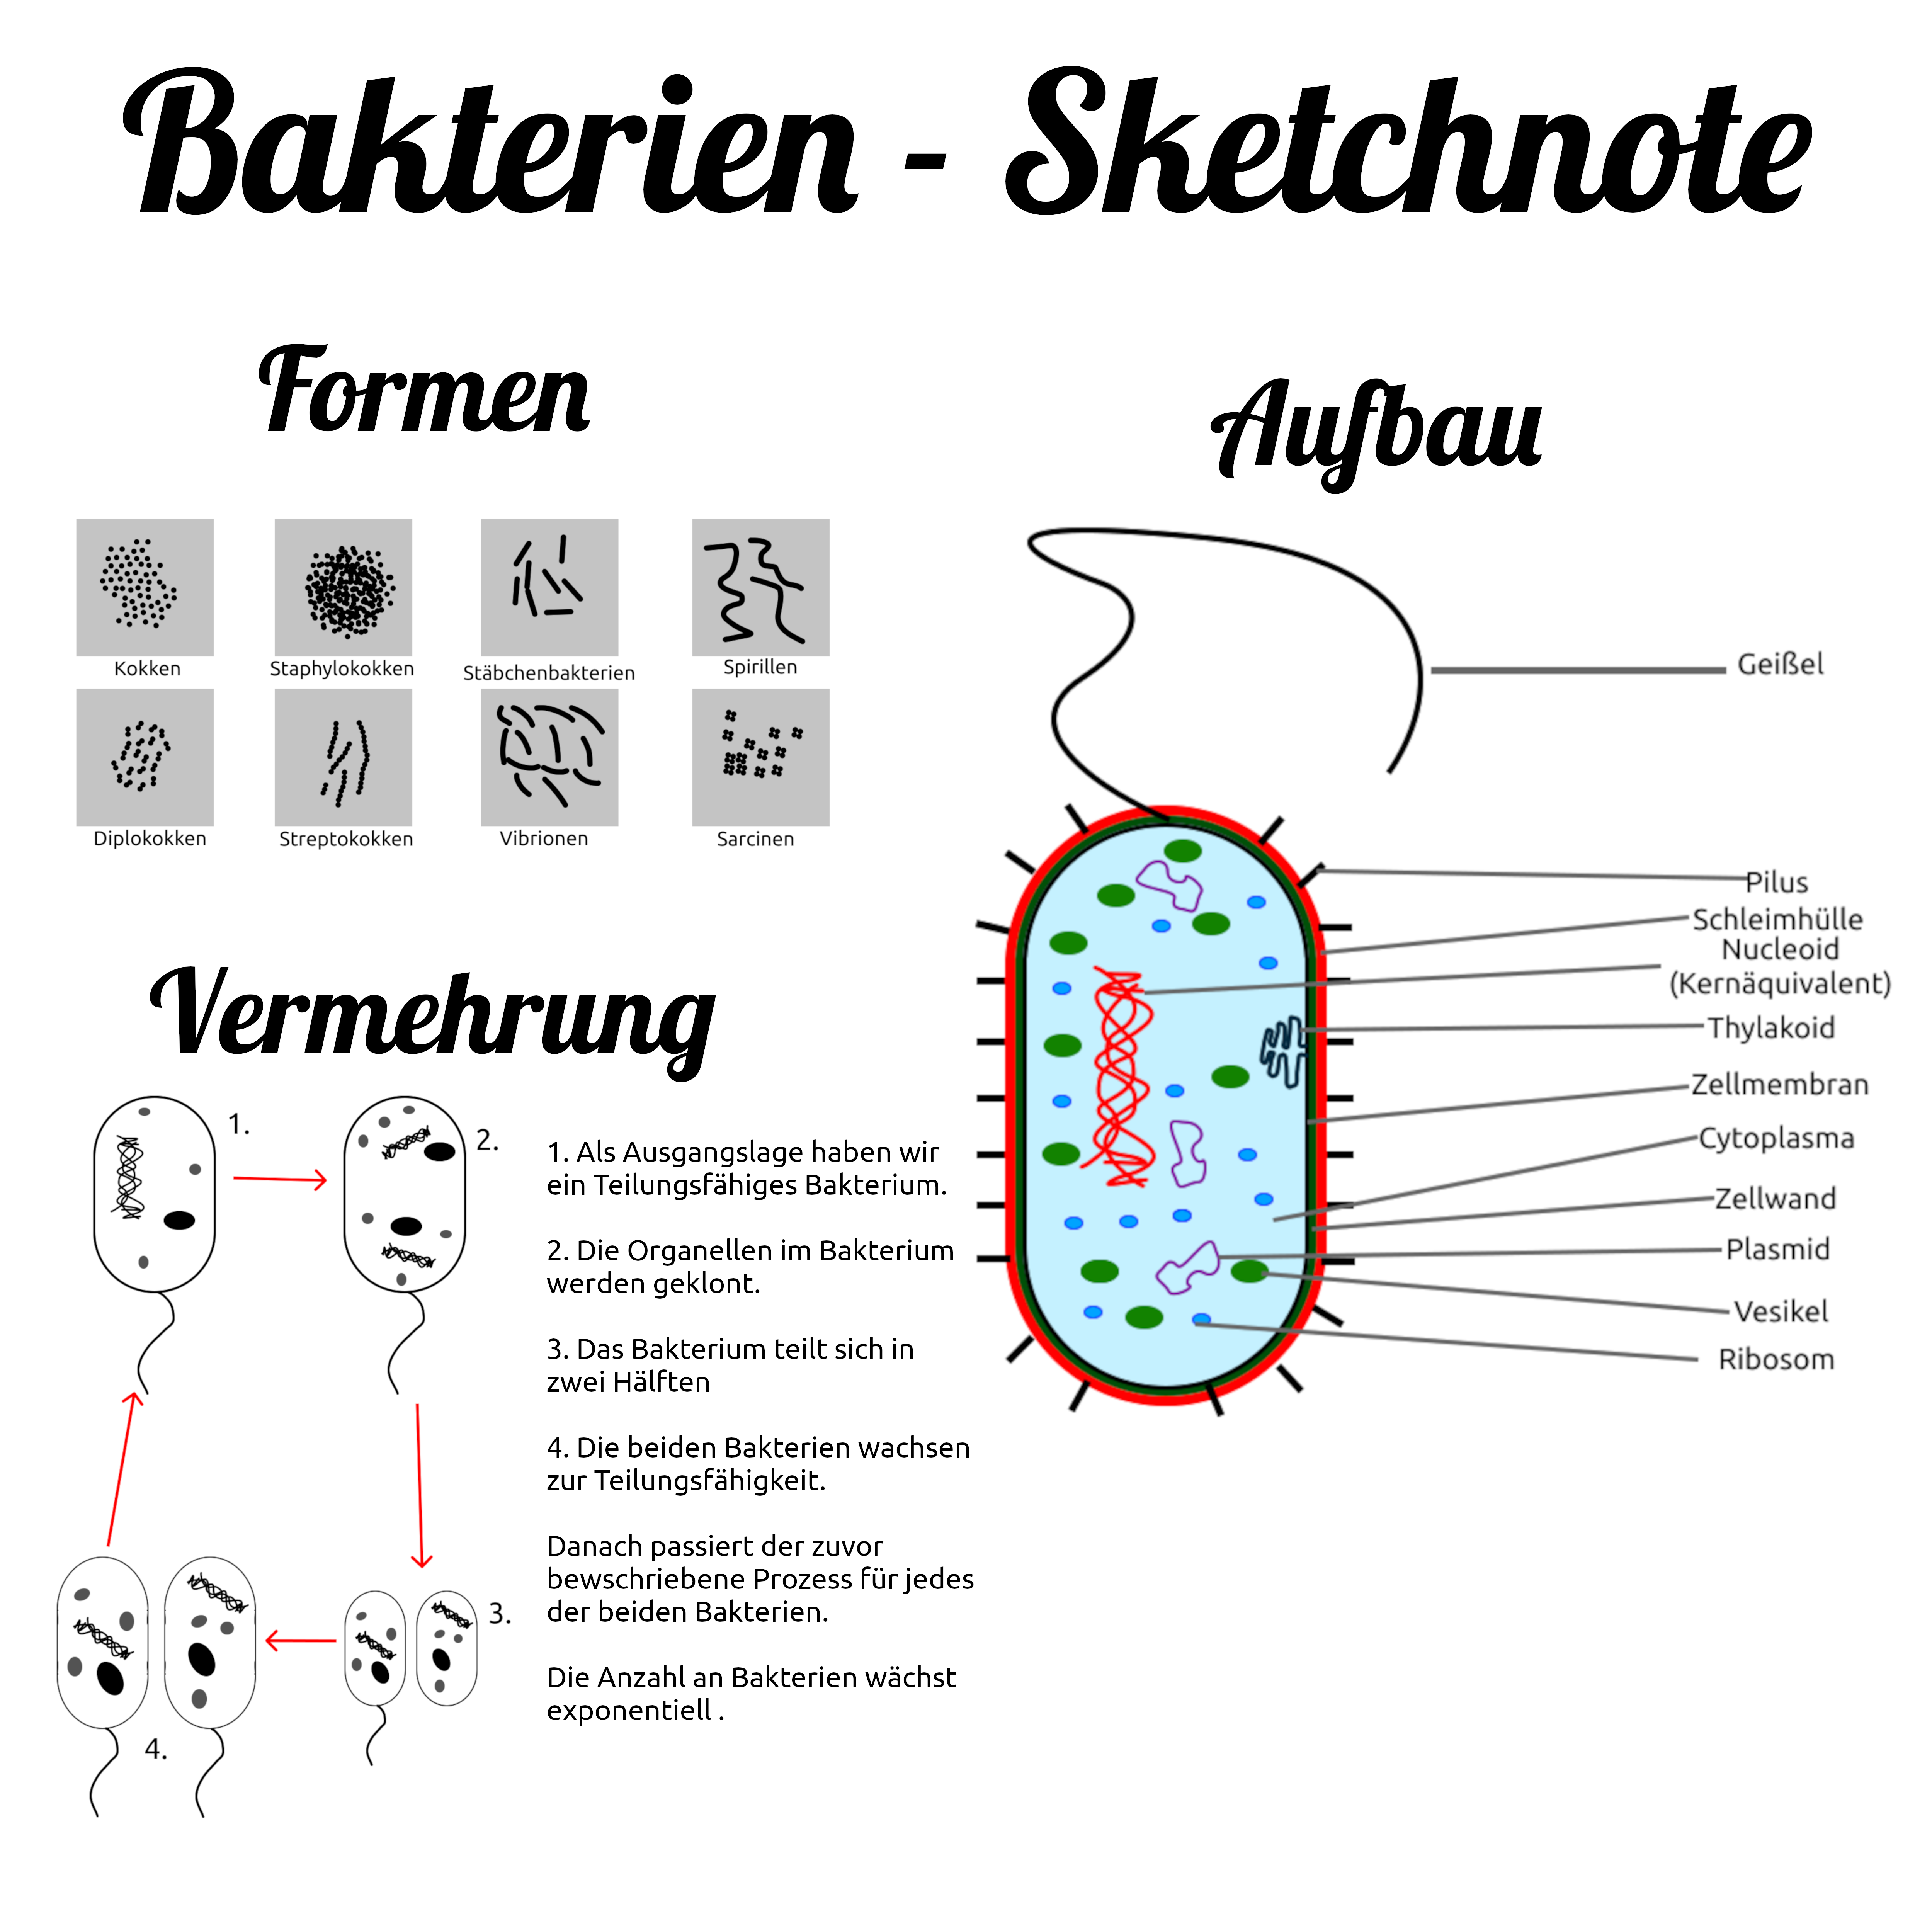 Bakterien - Sketchnote
Formen
Kokken
Staphylokokken
Stäbchenbakterien
Spirillen
Diplokokken
Streptokokken
Vibrionen
Sarcinen
Aufbau
Geißel
Pilus
Schleimhülle
Nucleoid
(Kernäquivalent)
Thylakoid
Zellmembran
Cytoplasma
Zellwand
Plasmid
Vesikel
Ribosom
Vermehrung
1.
2.
3.
4.
1. Als Ausgangslage haben wir
ein Teilungsfähiges Bakterium.
2. Die Organellen im Bakterium
werden geklont.
3. Das Bakterium teilt sich in
zwei Hälften
4. Die beiden Bakterien wachsen
zur Teilungsfähigkeit.
Danach passiert der zuvor
bewschriebene Prozess für jedes
der beiden Bakterien.
Die Anzahl an Bakterien wächst
exponentiell .